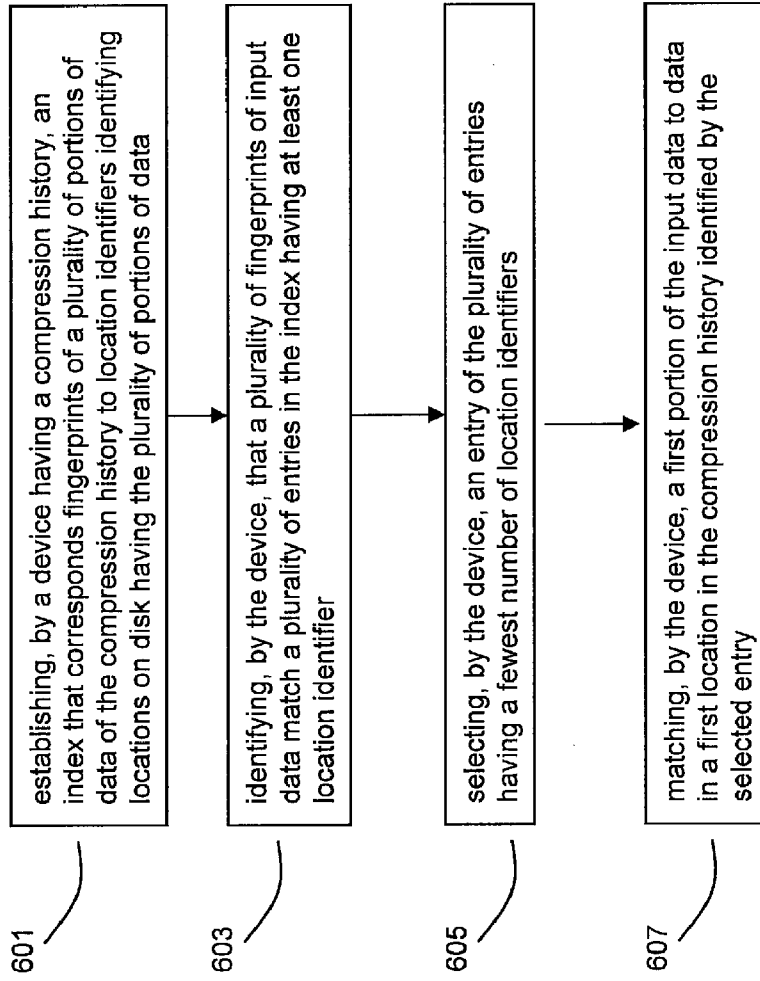 601
establishing, by a device having a compression history, an
index that corresponds fingerprints of a plurality of portions of
data of the compression history to location identifiers identifying
locations on disk having the plurality of portions of data
603
identifying, by the device, that a plurality of fingerprints of input
data match a plurality of entries in the index having at least one
location identifier
605
selecting, by the device, an entry of the plurality of entries
having a fewest number of location identifiers
607
matching, by the device, a first portion of the input data to data
in a first location in the compression history identified by the
selected entry